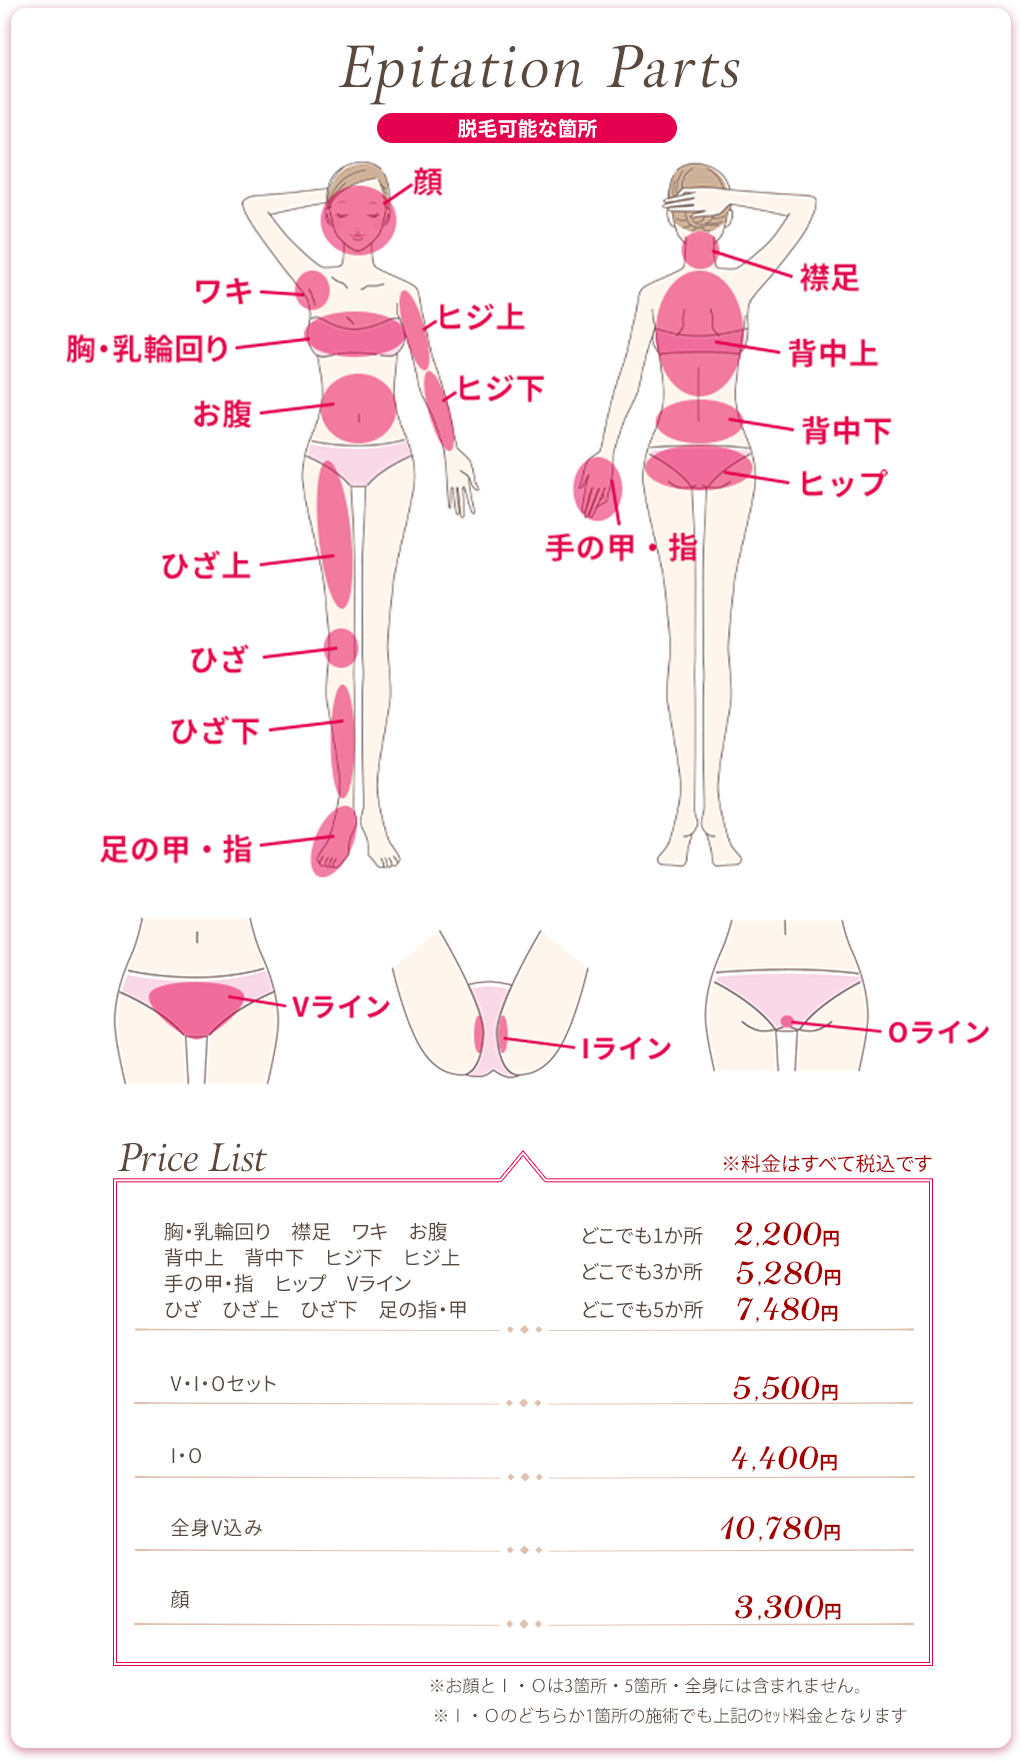 Epitation Parts
脱毛可能な箇所
顔
ワキ
胸・乳輪回り
ヒジ上
お腹
ヒジ下
ひざ上
ひざ
ひざ下
足の甲・指
襟足
背中上
背中下
ヒップ
手の甲・指
Vライン
Iライン
Oライン
Price List
※料金はすべて税込です
胸・乳輪回り　襟足　ワキ　お腹
背中上　背中下　ヒジ下　ヒジ上
手の甲・指　ヒップ　Vライン
ひざ　ひざ上　ひざ下　足の指・甲
どこでも1か所 2,200円
どこでも3か所 5,280円
どこでも5か所 7,480円
V・I・Oセット 5,500円
I・O 4,400円
全身V込み 10,780円
顔 3,300円
※お顔とＩ・Ｏは3箇所・5箇所・全身には含まれません。
※Ｉ・Ｏのどちらか1箇所の施術でも上記のｾｯﾄ料金となります